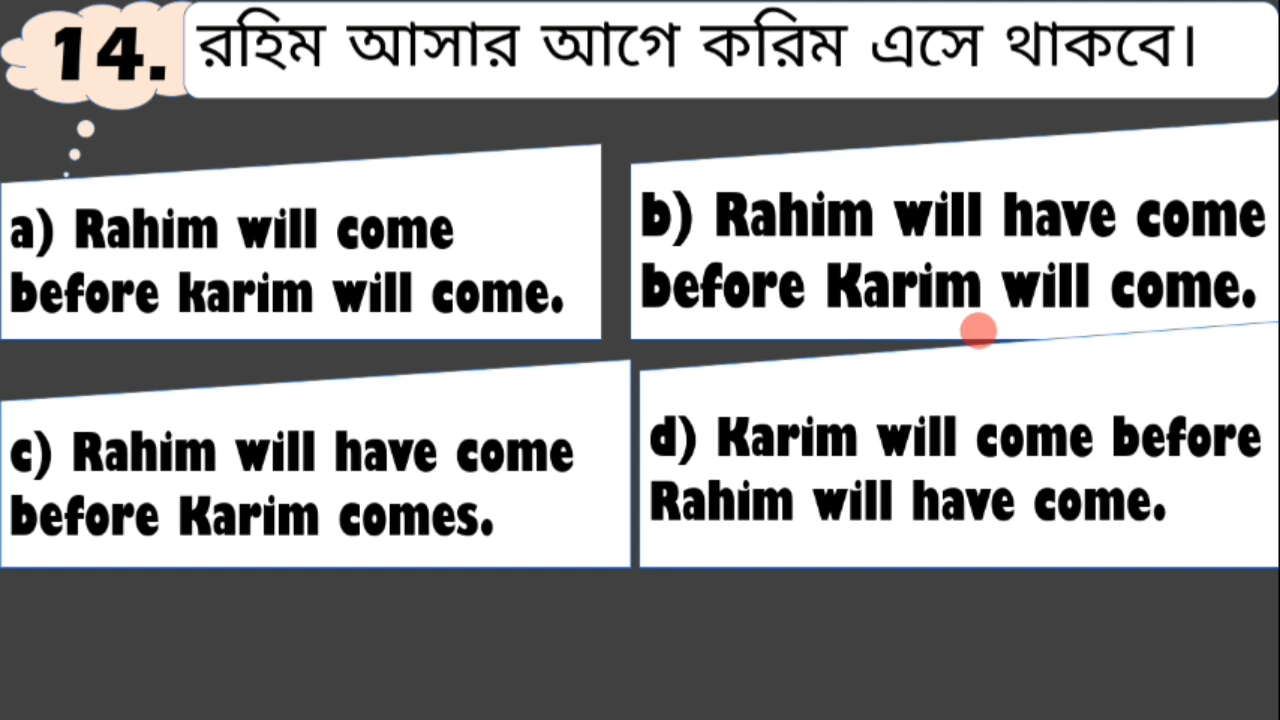 14. রহিম আসার আগে করিম এসে থাকবে।
a) Rahim will come
before karim will come.
b) Rahim will have come
before Karim will come.
c) Rahim will have come
before Karim comes.
d) Karim will come before
Rahim will have come.